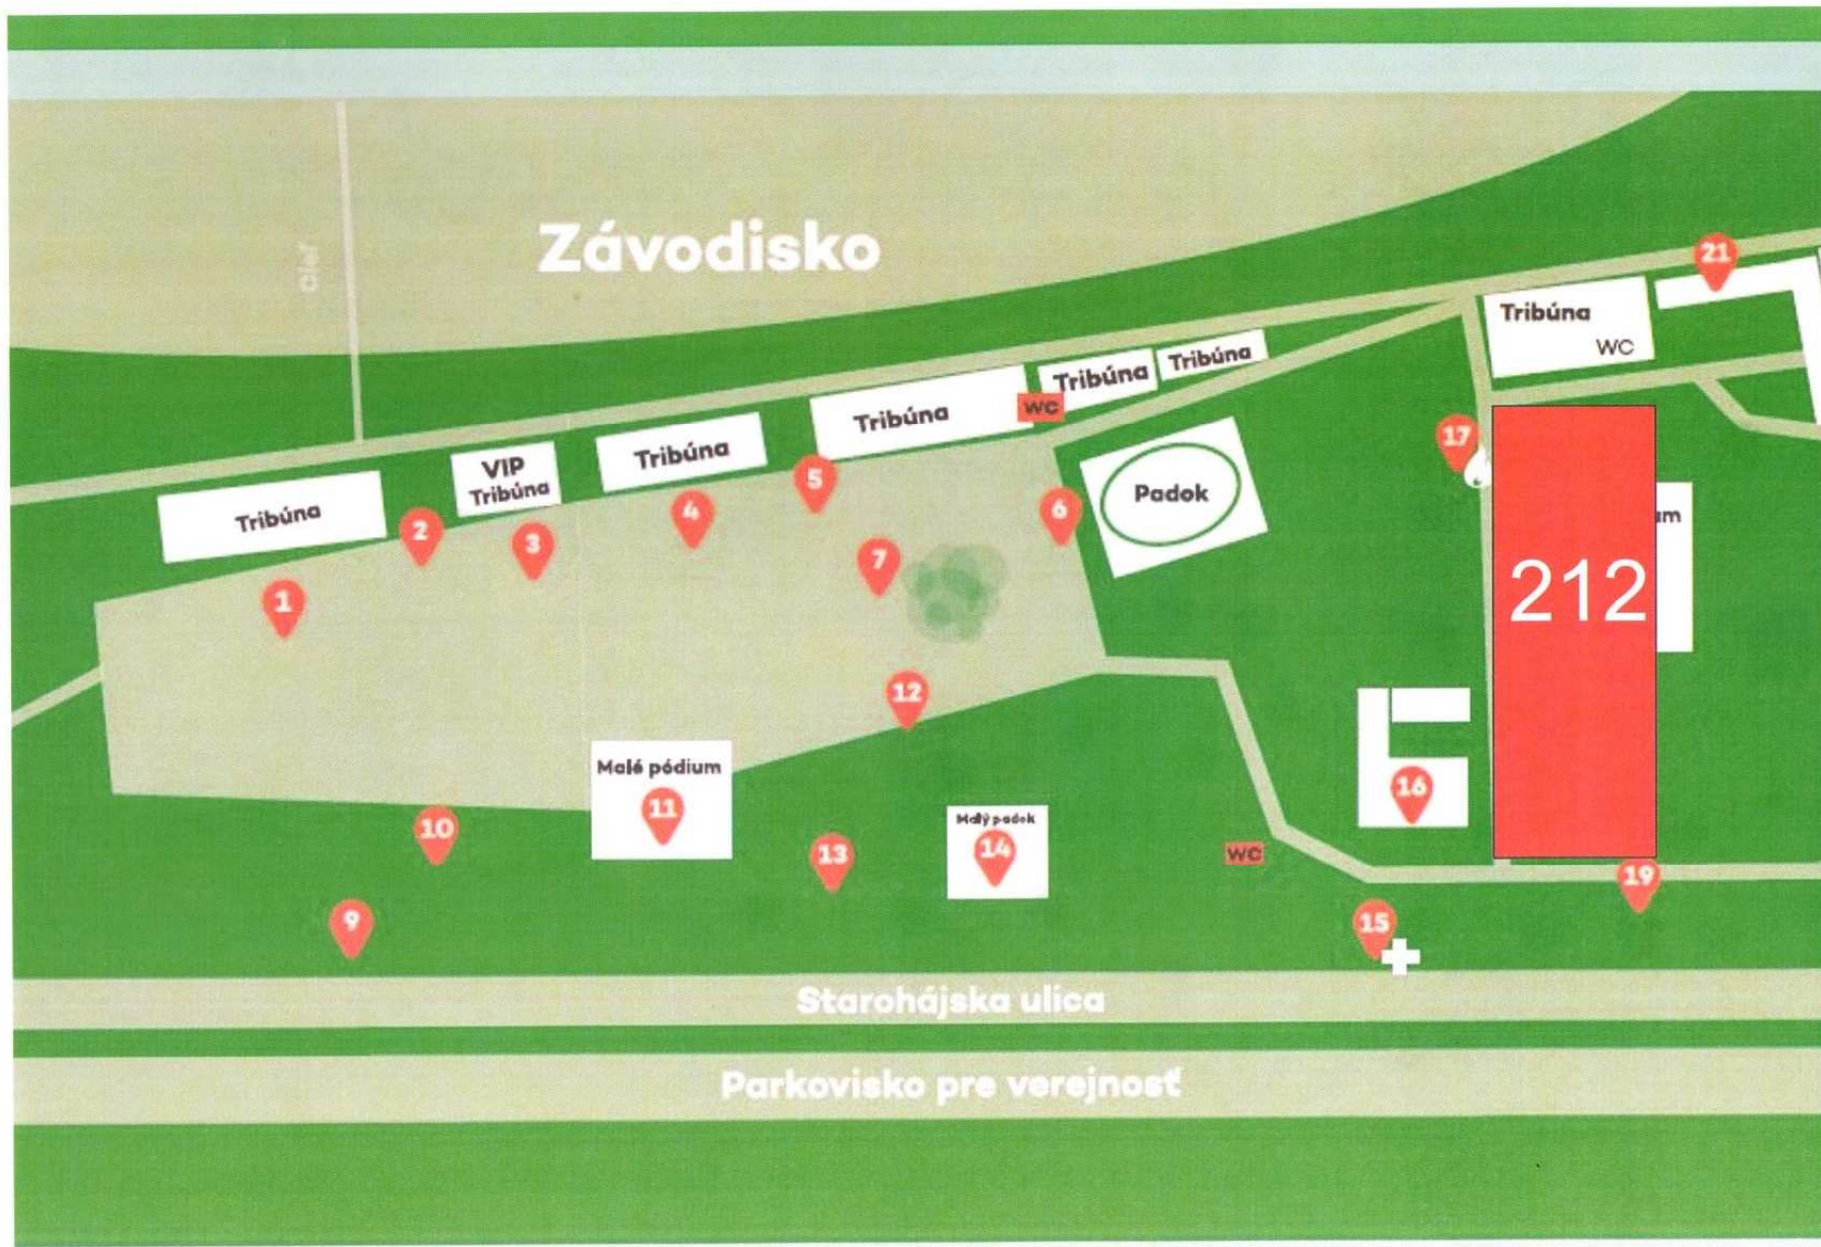 Závodisko
Cieľ
21
Tribúna
WC
Tribúna
Tribúna
Tribúna
WC
Tribúna
VIP
Tribúna
Tribúna
Padok
17
1
2
3
4
5
6
7
212
12
Malé pódium
11
10
9
13
Malý padok
14
WC
16
15
19
Starohájska ulica
Parkovisko pre verejnosť